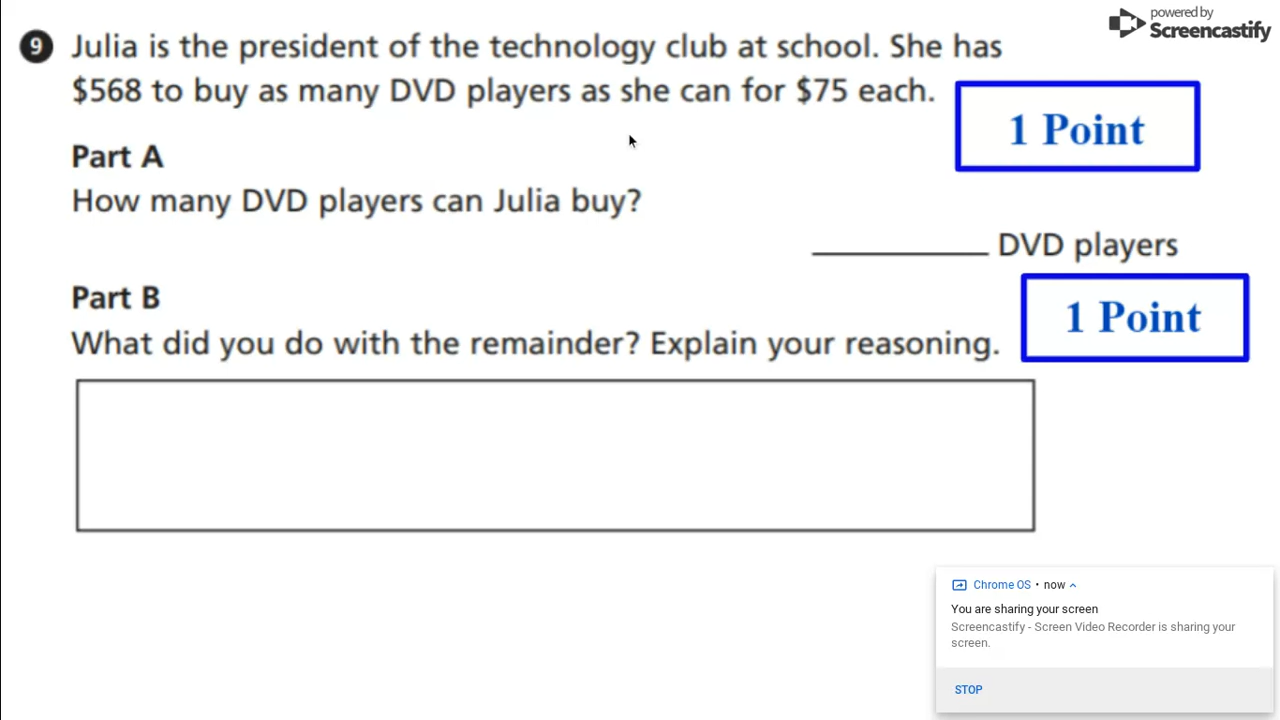 powered by
Screencastify
9 Julia is the president of the technology club at school. She has
$568 to buy as many DVD players as she can for $75 each.
1 Point
Part A
How many DVD players can Julia buy?
DVD players
Part B
1 Point
What did you do with the remainder? Explain your reasoning.
Chrome OS • now
You are sharing your screen
Screencastify - Screen Video Recorder is sharing your
screen.
STOP